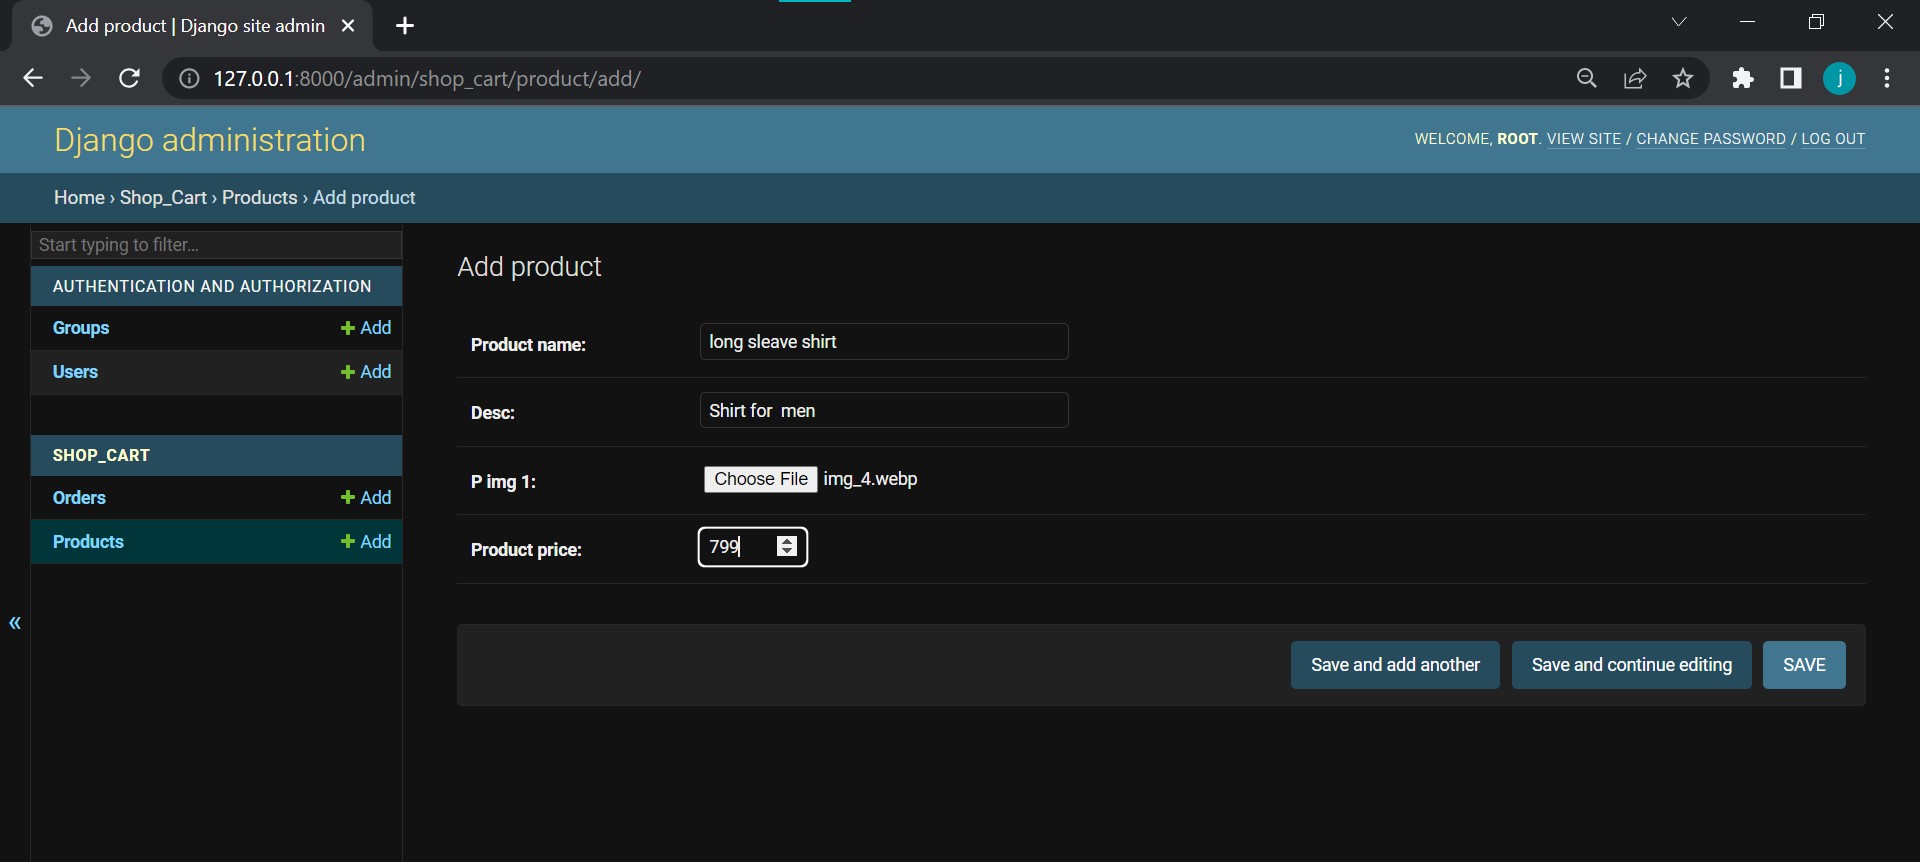 Add product | Django site admin
127.0.0.1:8000/admin/shop_cart/product/add/
j
Django administration
WELCOME, ROOT. VIEW SITE / CHANGE PASSWORD / LOG OUT
Home › Shop_Cart › Products › Add product
Start typing to filter...
AUTHENTICATION AND AUTHORIZATION
Groups + Add
Users + Add
SHOP_CART
Orders + Add
Products + Add
«
Add product
Product name: long sleave shirt
Desc: Shirt for  men
P img 1: Choose File img_4.webp
Product price: 799
Save and add another Save and continue editing SAVE